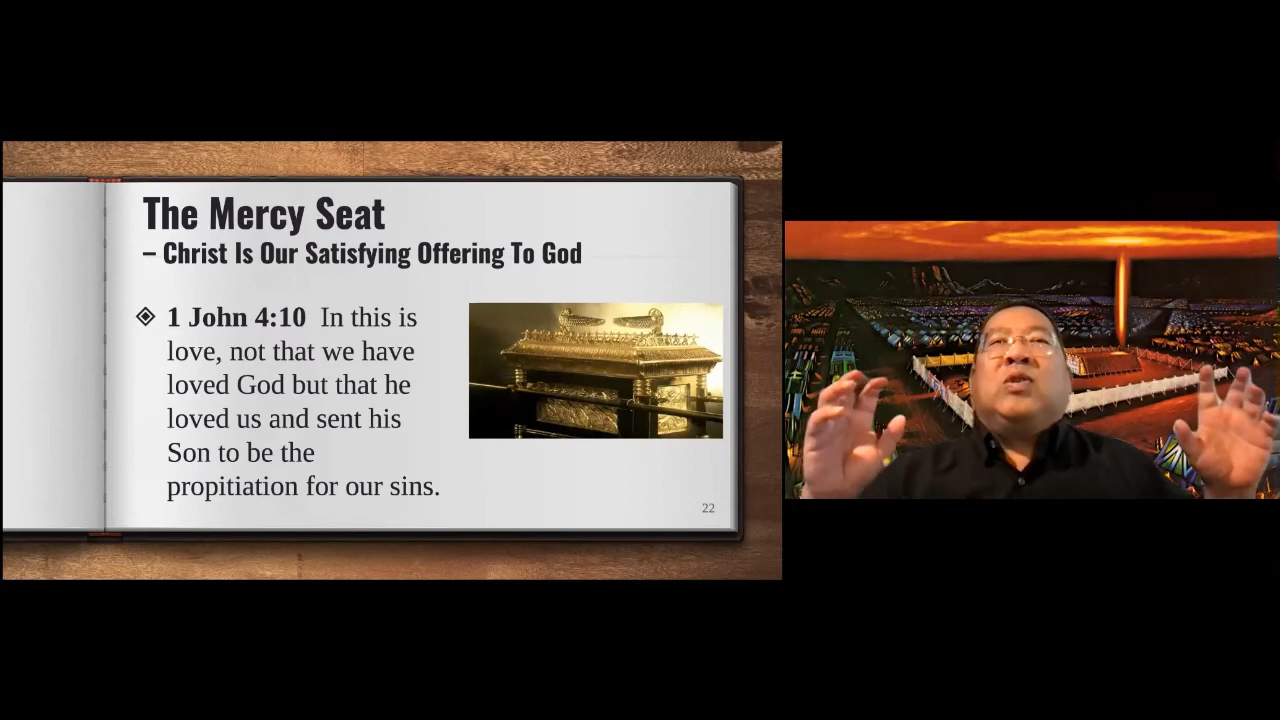 The Mercy Seat
– Christ Is Our Satisfying Offering To God
1 John 4:10 In this is
love, not that we have
loved God but that he
loved us and sent his
Son to be the
propitiation for our sins.
22